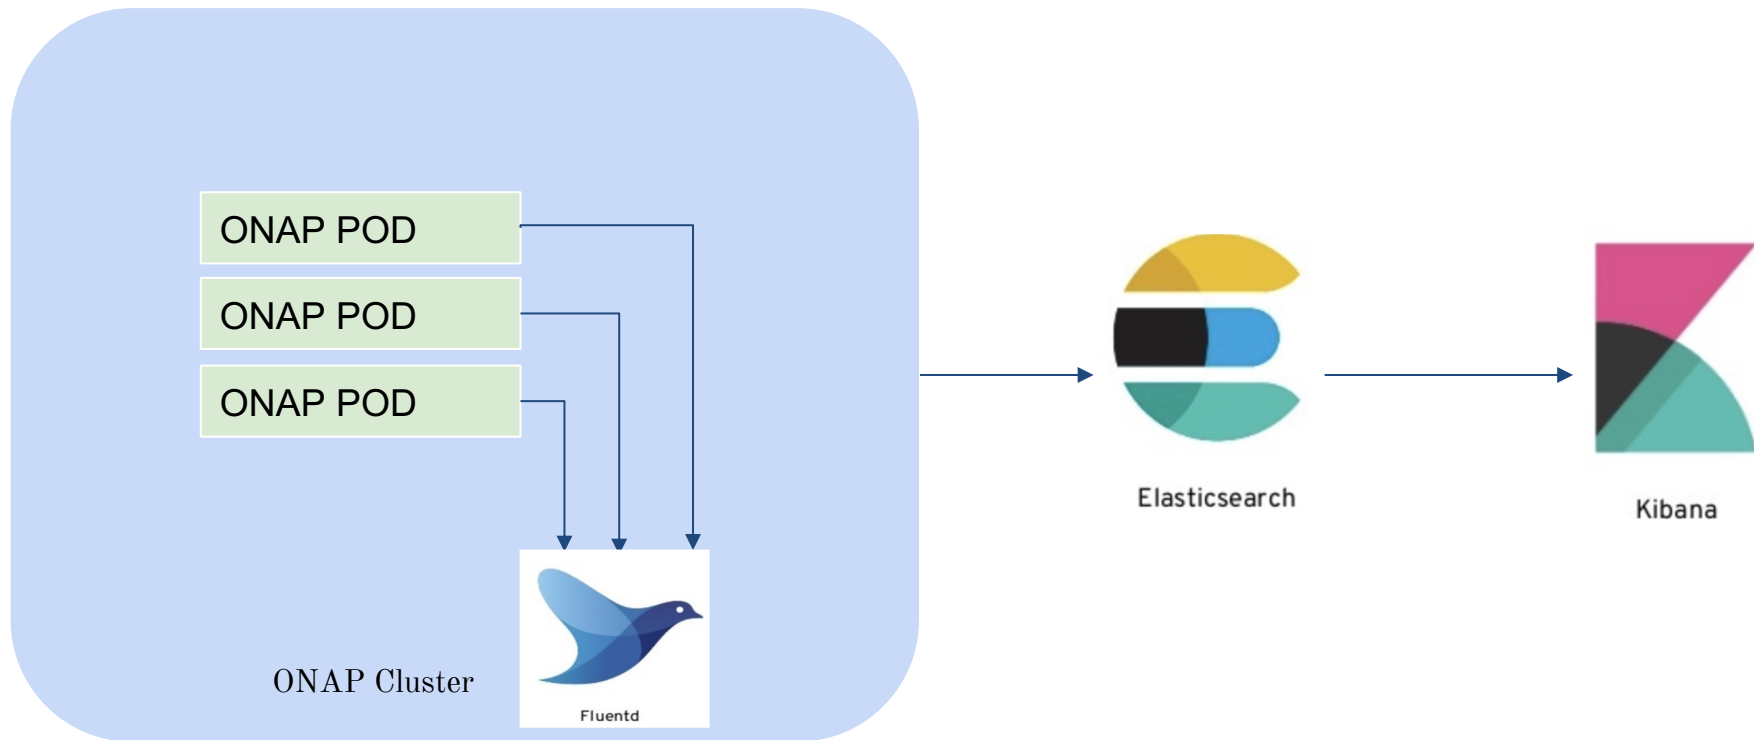 ONAP POD
ONAP POD
ONAP POD
Elasticsearch
Kibana
ONAP Cluster
Fluentd